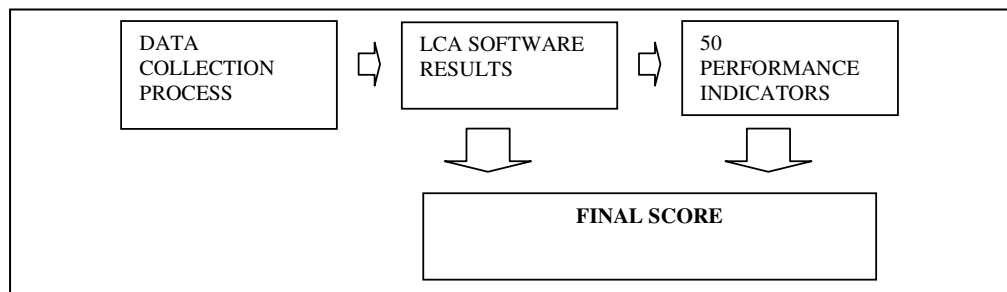 DATA
COLLECTION
PROCESS
LCA SOFTWARE
RESULTS
50
PERFORMANCE
INDICATORS
FINAL SCORE